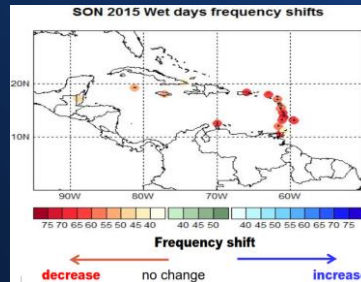 SON 2015 Wet days frequency shifts
20N
10N
90W 80W 70W 60W
75 70 65 60 55 50 45 40 40 45 50 40 45 50 55 60 65 70 75
Frequency shift
decrease no change increase